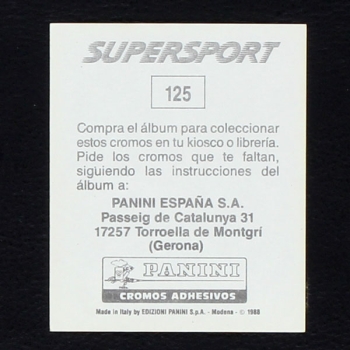 SUPERSPORT
125
Compra el álbum para coleccionar
estos cromos en tu kiosco o librería.
Pide los cromos que te faltan,
siguiendo las instrucciones del
álbum a:
PANINI ESPAÑA S.A.
Passeig de Catalunya 31
17257 Torroella de Montgrí
(Gerona)
PANINI
CROMOS ADHESIVOS
Made in Italy by EDIZIONI PANINI S.p.A. - Modena - © 1988